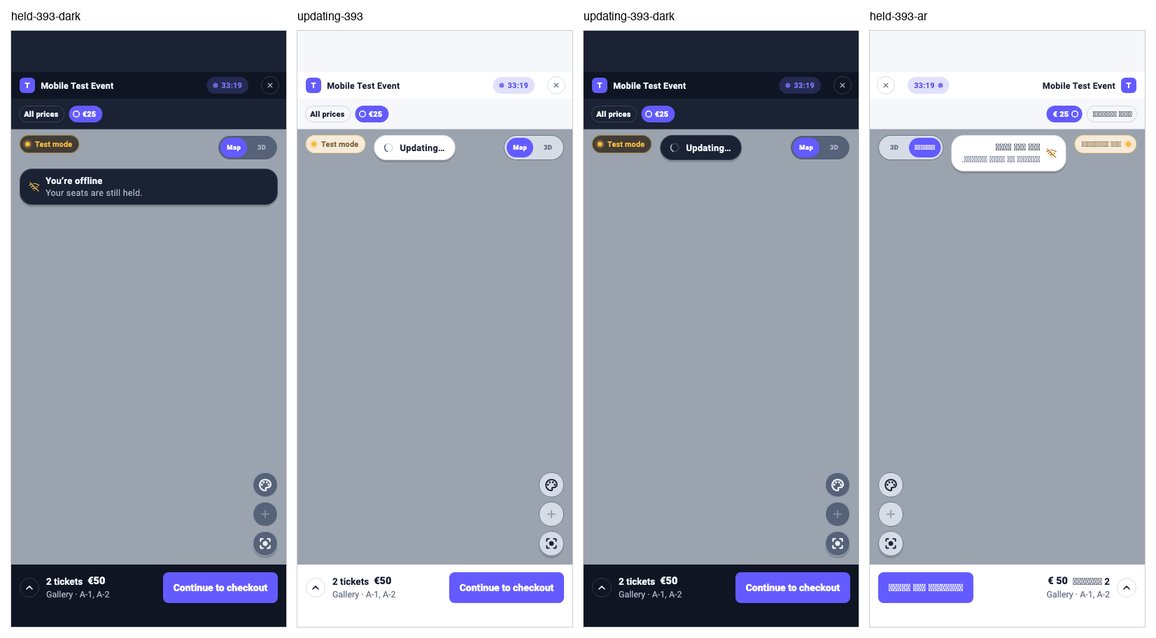 held-393-dark
T Mobile Test Event 33:19
All prices €25
Test mode Map 3D
You're offline
Your seats are still held.
2 tickets €50 Continue to checkout
Gallery · A-1, A-2
updating-393
T Mobile Test Event 33:19
All prices €25
Test mode Updating... Map 3D
2 tickets €50 Continue to checkout
Gallery · A-1, A-2
updating-393-dark
T Mobile Test Event 33:19
All prices €25
Test mode Updating... Map 3D
2 tickets €50 Continue to checkout
Gallery · A-1, A-2
held-393-ar
33:19 Mobile Test Event T
€ 25
3D
€ 50 2
Gallery · A-1, A-2